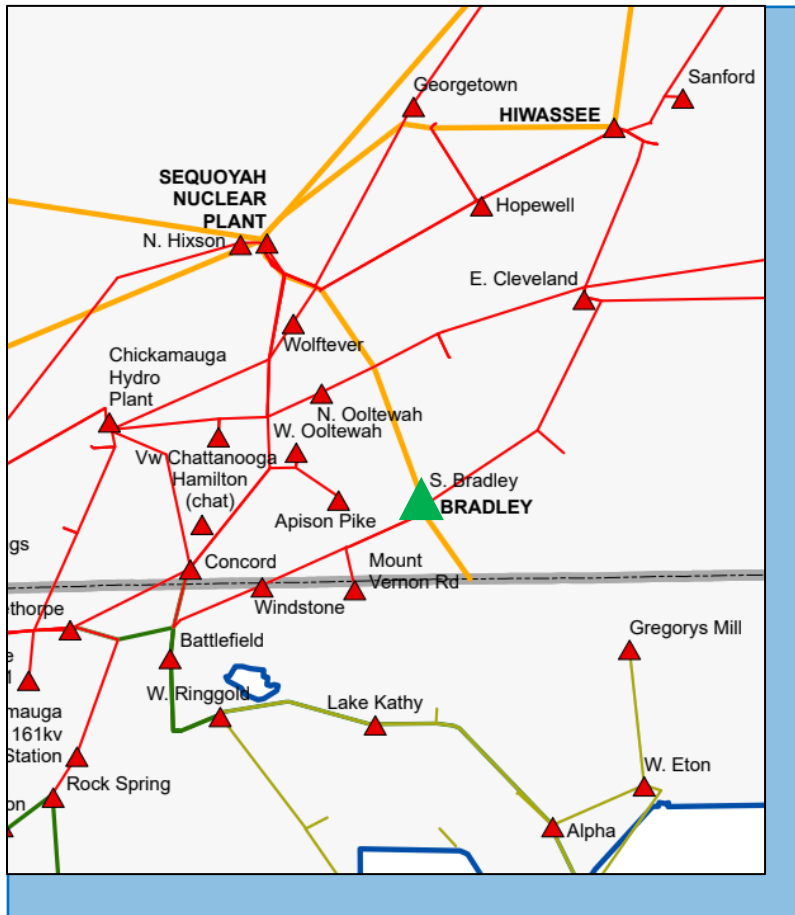 Georgetown
Sanford
HIWASSEE
SEQUOYAH
NUCLEAR
PLANT
N. Hixson
Hopewell
E. Cleveland
Wolftever
Chickamauga
Hydro
Plant
N. Ooltewah
W. Ooltewah
Vw Chattanooga
Hamilton
(chat)
S. Bradley
BRADLEY
Apison Pike
gs
Concord
Mount
Vernon Rd
Windstone
ethorpe
Battlefield
Gregorys Mill
e
1
W. Ringgold
Lake Kathy
mauga
161kv
Station
W. Eton
Rock Spring
on
Alpha